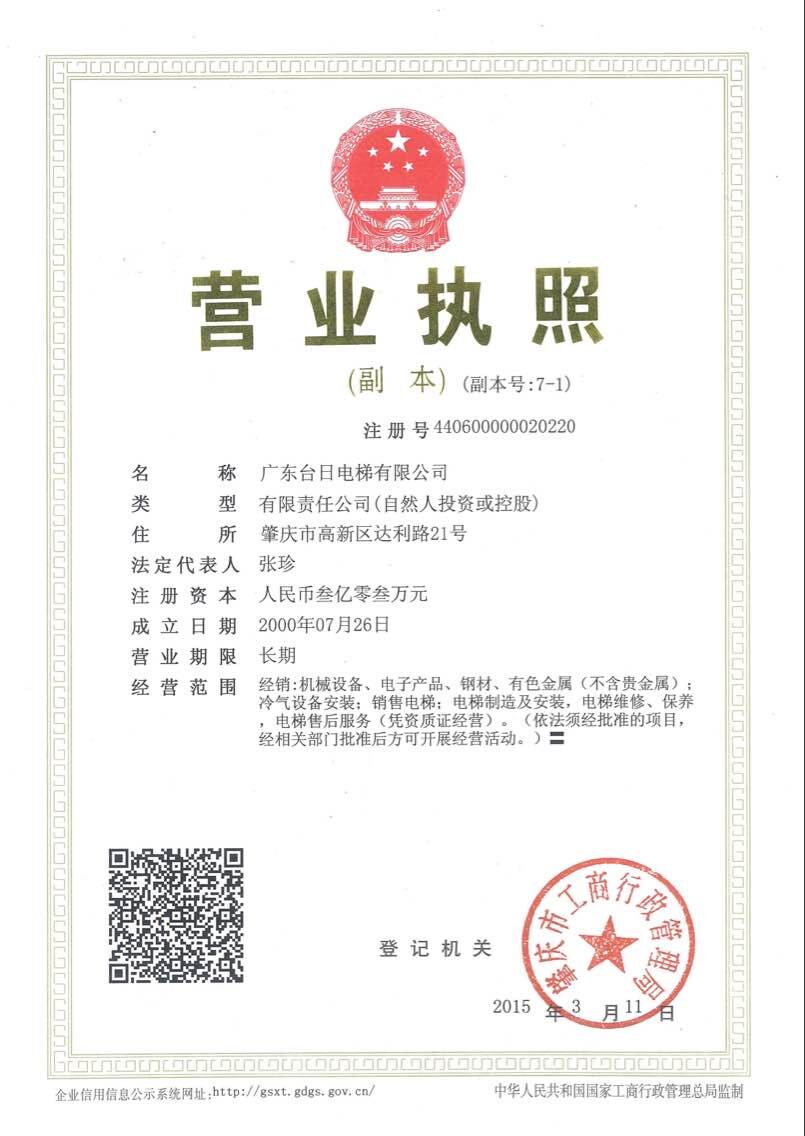 营业执照
(副 本) (副本号:7-1)
注册号440600000020220
名 称 广东台日电梯有限公司
类 型 有限责任公司(自然人投资或控股)
住 所 肇庆市高新区达利路21号
法定代表人 张珍
注册资本 人民币叁亿零叁万元
成立日期 2000年07月26日
营业期限 长期
经营范围 经销:机械设备、电子产品、钢材、有色金属（不含贵金属）；
冷气设备安装；销售电梯；电梯制造及安装，电梯维修、保养
，电梯售后服务（凭资质证经营）。（依法须经批准的项目，
经相关部门批准后方可开展经营活动。）〓
肇庆市工商行政管理局
登记机关
2015 年 3 月 11 日
企业信用信息公示系统网址:http://gsxt.gdgs.gov.cn/
中华人民共和国国家工商行政管理总局监制